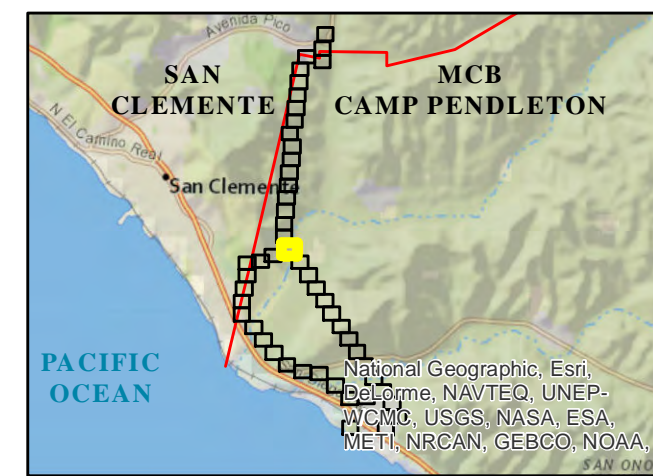 Avenida Pico
SAN
CLEMENTE
MCB
CAMP PENDLETON
N El Camino Real
San Clemente
PACIFIC
OCEAN
National Geographic, Esri,
DeLorme, NAVTEQ, UNEP-
WCMC, USGS, NASA, ESA,
METI, NRCAN, GEBCO, NOAA,
SAN ONO